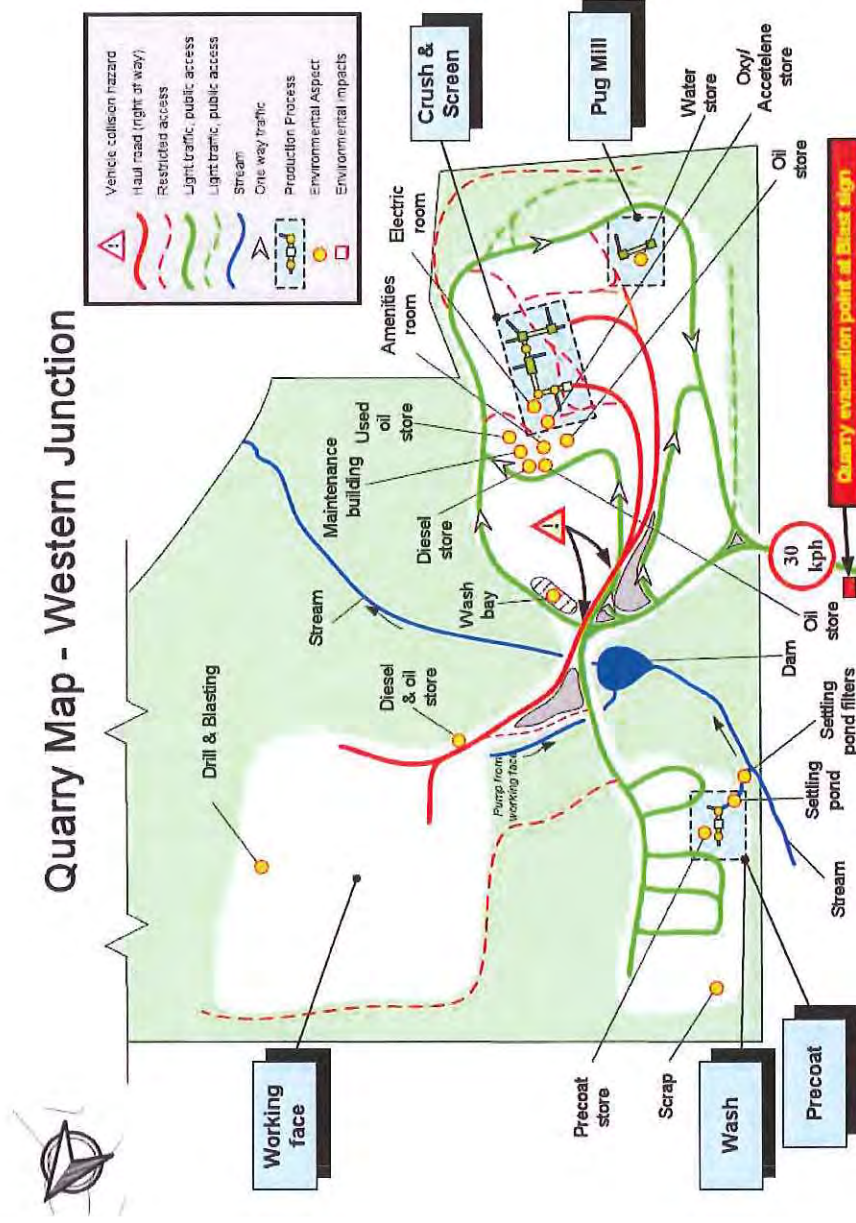 Quarry Map - Western Junction
Vehicle collision hazard
Haul road (right of way)
Restricted access
Light traffic, public access
Light traffic, public access
Stream
One way traffic
Production Process
Environmental Aspect
Environmental impacts
Working
face
Drill & Blasting
Diesel
& oil
store
Stream
Pump from
working face
Wash
bay
Diesel
store
Maintenance
building
Used oil
store
Amenities
room
Electric
room
Crush &
Screen
Pug Mill
Water
store
Oxy/
Accetelene
store
Oil
store
Precoat
store
Scrap
Wash
Precoat
Stream
Settling
pond
Settling
pond filters
Dam
Oil
store
30
kph
Quarry evacuation point at Blast sign